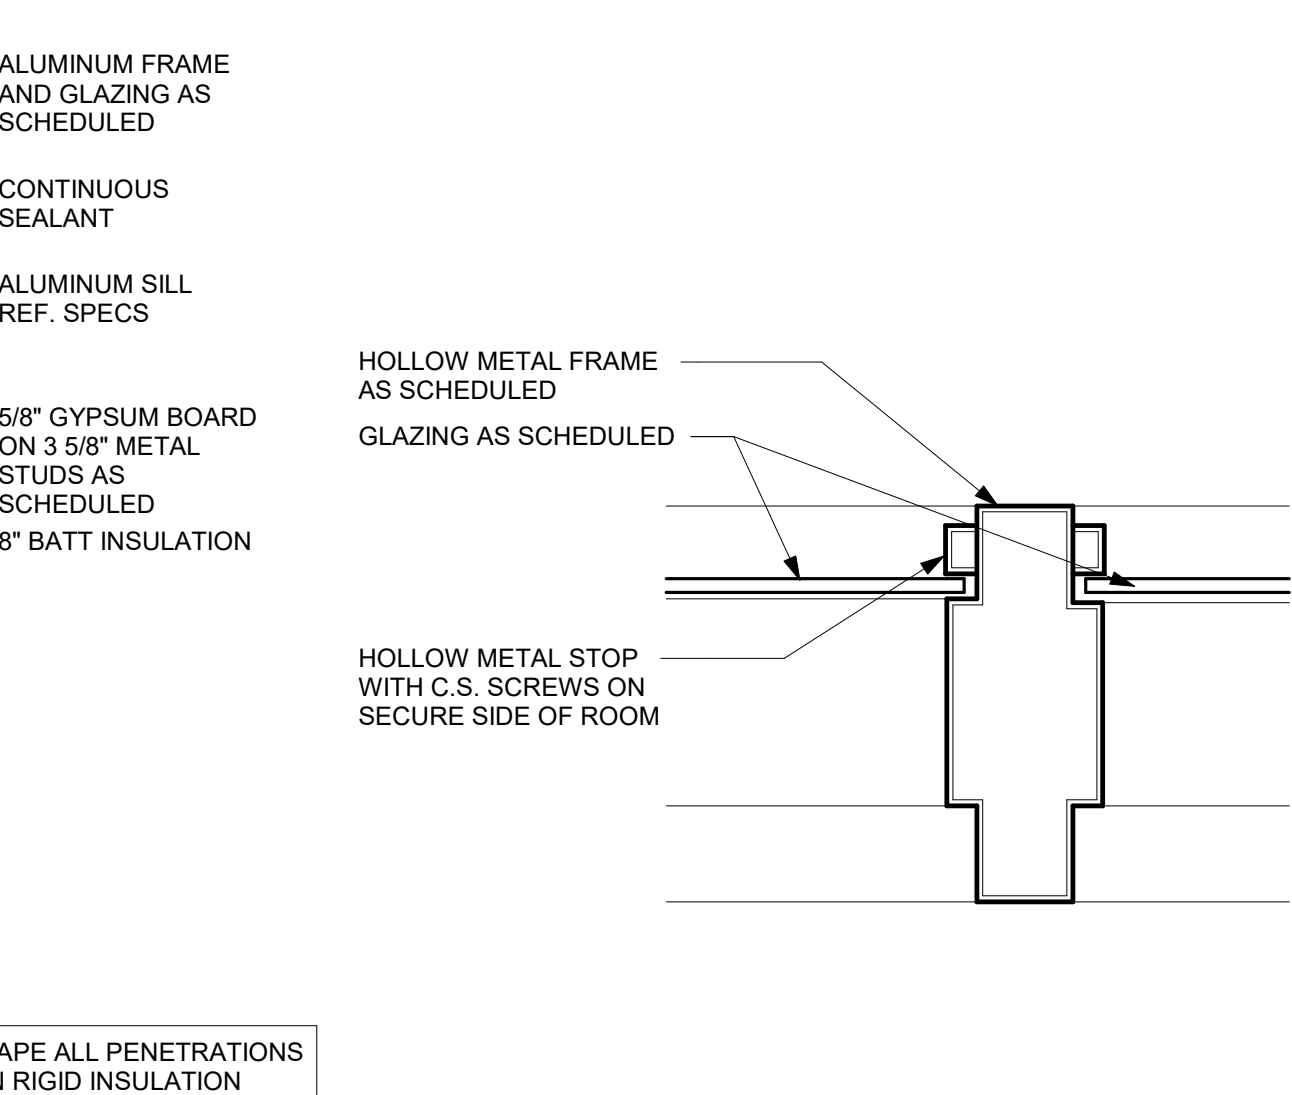 ALUMINUM FRAME
AND GLAZING AS
SCHEDULED
CONTINUOUS
SEALANT
ALUMINUM SILL
REF. SPECS
5/8" GYPSUM BOARD
ON 3 5/8" METAL
STUDS AS
SCHEDULED
8" BATT INSULATION
HOLLOW METAL FRAME
AS SCHEDULED
GLAZING AS SCHEDULED
HOLLOW METAL STOP
WITH C.S. SCREWS ON
SECURE SIDE OF ROOM
APE ALL PENETRATIONS
N RIGID INSULATION